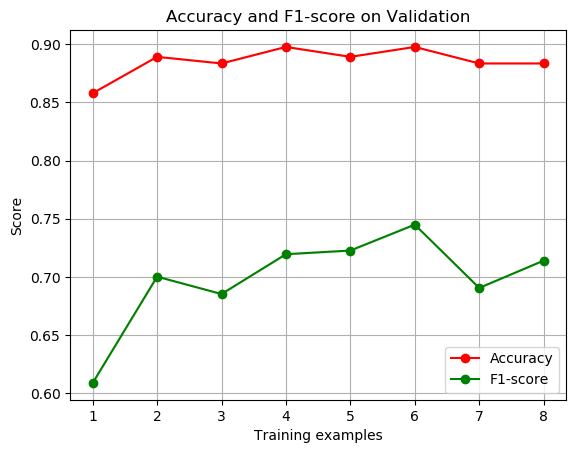 Accuracy and F1-score on Validation
0.90
0.85
0.80
0.75
0.70
0.65
0.60
Score
1 2 3 4 5 6 7 8
Training examples
Accuracy
F1-score